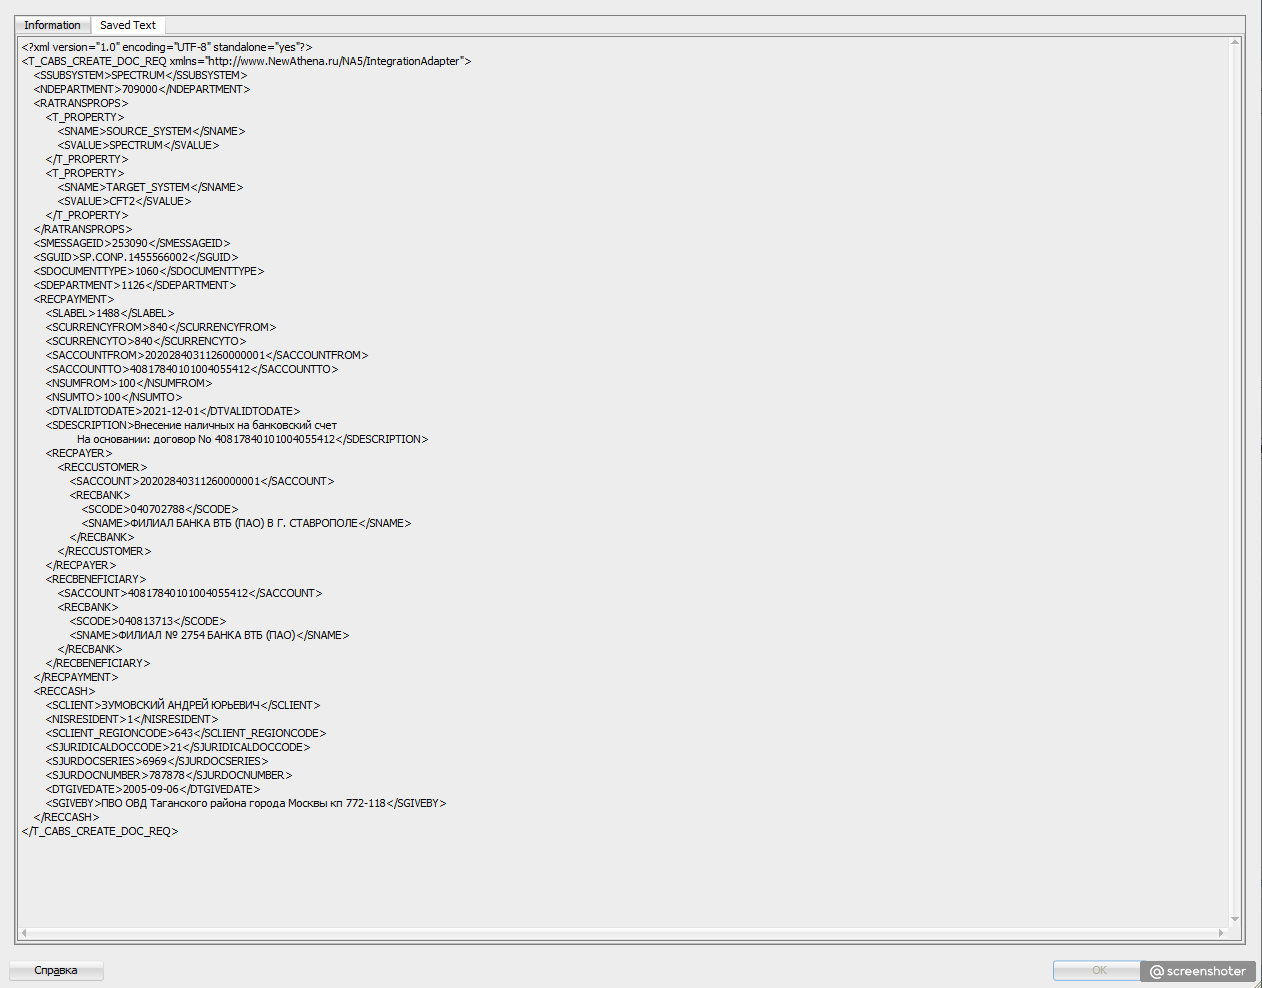 Information
Saved Text
<?xml version="1.0" encoding="UTF-8" standalone="yes"?>
<T_CABS_CREATE_DOC_REQ xmlns="http://www.NewAthena.ru/NA5/IntegrationAdapter">
<SSUBSYSTEM>SPECTRUM</SSUBSYSTEM>
<NDEPARTMENT>709000</NDEPARTMENT>
<RATRANSPROPS>
<T_PROPERTY>
<SNAME>SOURCE_SYSTEM</SNAME>
<SVALUE>SPECTRUM</SVALUE>
</T_PROPERTY>
<T_PROPERTY>
<SNAME>TARGET_SYSTEM</SNAME>
<SVALUE>CFT2</SVALUE>
</T_PROPERTY>
</RATRANSPROPS>
<SMESSAGEID>253090</SMESSAGEID>
<SGUID>SP.CONP.1455566002</SGUID>
<SDOCUMENTTYPE>1060</SDOCUMENTTYPE>
<SDEPARTMENT>1126</SDEPARTMENT>
<RECPAYMENT>
<SLABEL>1488</SLABEL>
<SCURRENCYFROM>840</SCURRENCYFROM>
<SCURRENCYTO>840</SCURRENCYTO>
<SACCOUNTFROM>20202840311260000001</SACCOUNTFROM>
<SACCOUNTTO>40817840101004055412</SACCOUNTTO>
<NSUMFROM>100</NSUMFROM>
<NSUMTO>100</NSUMTO>
<DTVALIDTODATE>2021-12-01</DTVALIDTODATE>
<SDESCRIPTION>Внесение наличных на банковский счет
На основании: договор No 40817840101004055412</SDESCRIPTION>
<RECPAYER>
<RECCUSTOMER>
<SACCOUNT>20202840311260000001</SACCOUNT>
<RECBANK>
<SCODE>040702788</SCODE>
<SNAME>ФИЛИАЛ БАНКА ВТБ (ПАО) В Г. СТАВРОПОЛЕ</SNAME>
</RECBANK>
</RECCUSTOMER>
</RECPAYER>
<RECBENEFICIARY>
<SACCOUNT>40817840101004055412</SACCOUNT>
<RECBANK>
<SCODE>040813713</SCODE>
<SNAME>ФИЛИАЛ № 2754 БАНКА ВТБ (ПАО)</SNAME>
</RECBANK>
</RECBENEFICIARY>
</RECPAYMENT>
<RECCASH>
<SCLIENT>ЗУМОВСКИЙ АНДРЕЙ ЮРЬЕВИЧ</SCLIENT>
<NISRESIDENT>1</NISRESIDENT>
<SCLIENT_REGIONCODE>643</SCLIENT_REGIONCODE>
<SJURIDICALDOCCODE>21</SJURIDICALDOCCODE>
<SJURDOCSERIES>6969</SJURDOCSERIES>
<SJURDOCNUMBER>787878</SJURDOCNUMBER>
<DTGIVEDATE>2005-09-06</DTGIVEDATE>
<SGIVEBY>ПВО ОВД Таганского района города Москвы кп 772-118</SGIVEBY>
</RECCASH>
</T_CABS_CREATE_DOC_REQ>
Справка
OK
@screenshoter